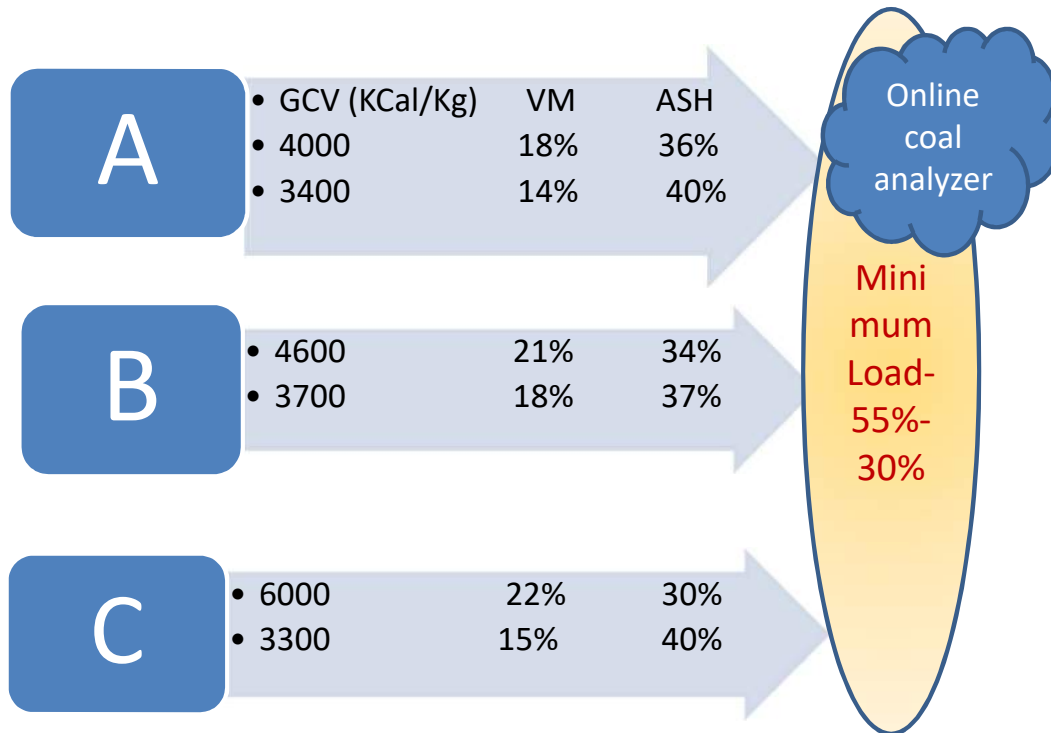 A
• GCV (KCal/Kg) VM ASH
• 4000 18% 36%
• 3400 14% 40%
B
• 4600 21% 34%
• 3700 18% 37%
C
• 6000 22% 30%
• 3300 15% 40%
Online
coal
analyzer
Mini
mum
Load-
55%-
30%